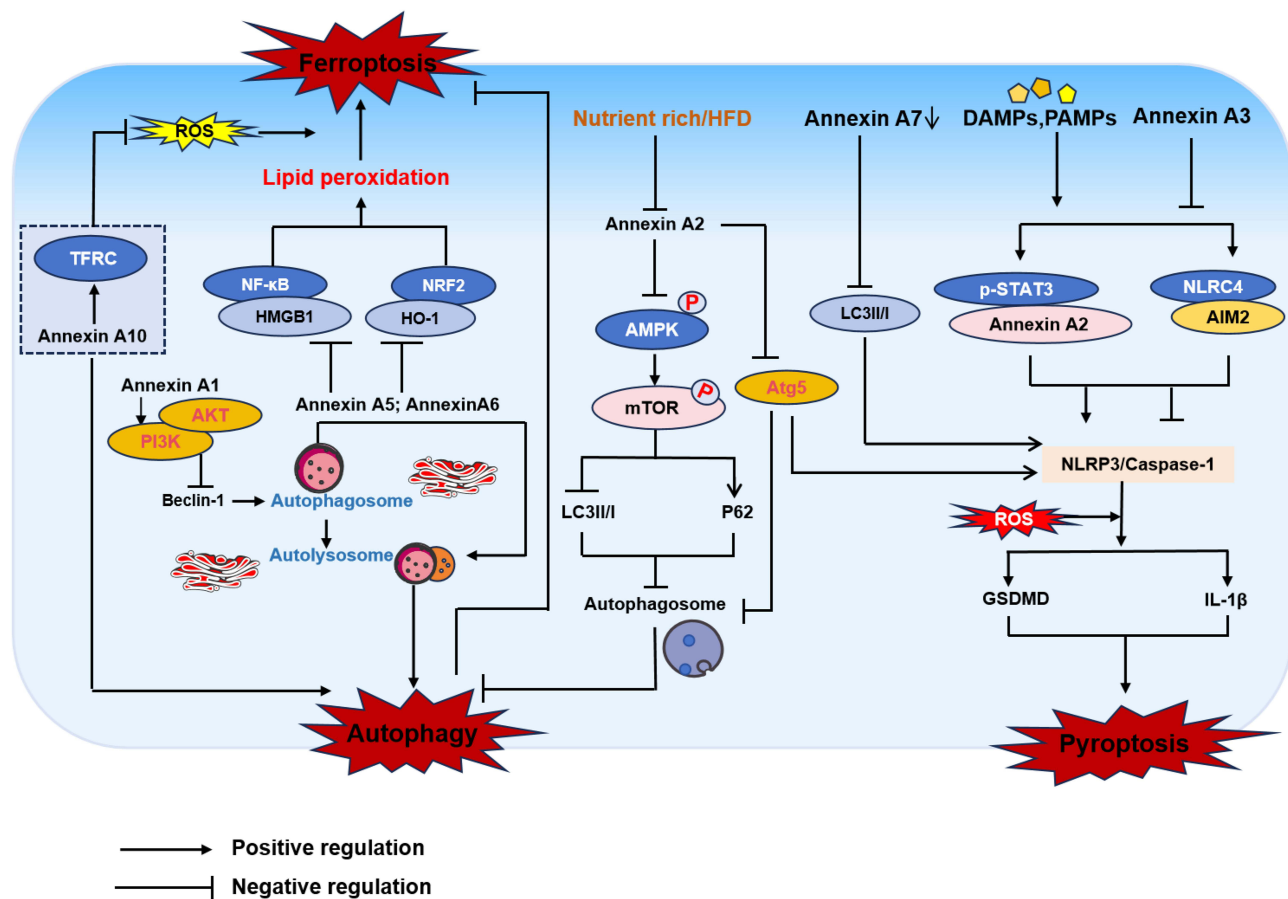 Ferroptosis
ROS
Nutrient rich/HFD
Annexin A7↓
DAMPs,PAMPs
Annexin A3
Lipid peroxidation
Annexin A2
TFRC
NF-κB
HMGB1
NRF2
HO-1
P
AMPK
LC3II/I
p-STAT3
Annexin A2
NLRC4
AIM2
Annexin A10
Annexin A1
AKT
PI3K
Annexin A5; AnnexinA6
P
mTOR
Atg5
NLRP3/Caspase-1
Beclin-1
Autophagosome
LC3II/I
P62
ROS
Autolysosome
Autophagosome
GSDMD
IL-1β
Autophagy
Pyroptosis
Positive regulation
Negative regulation